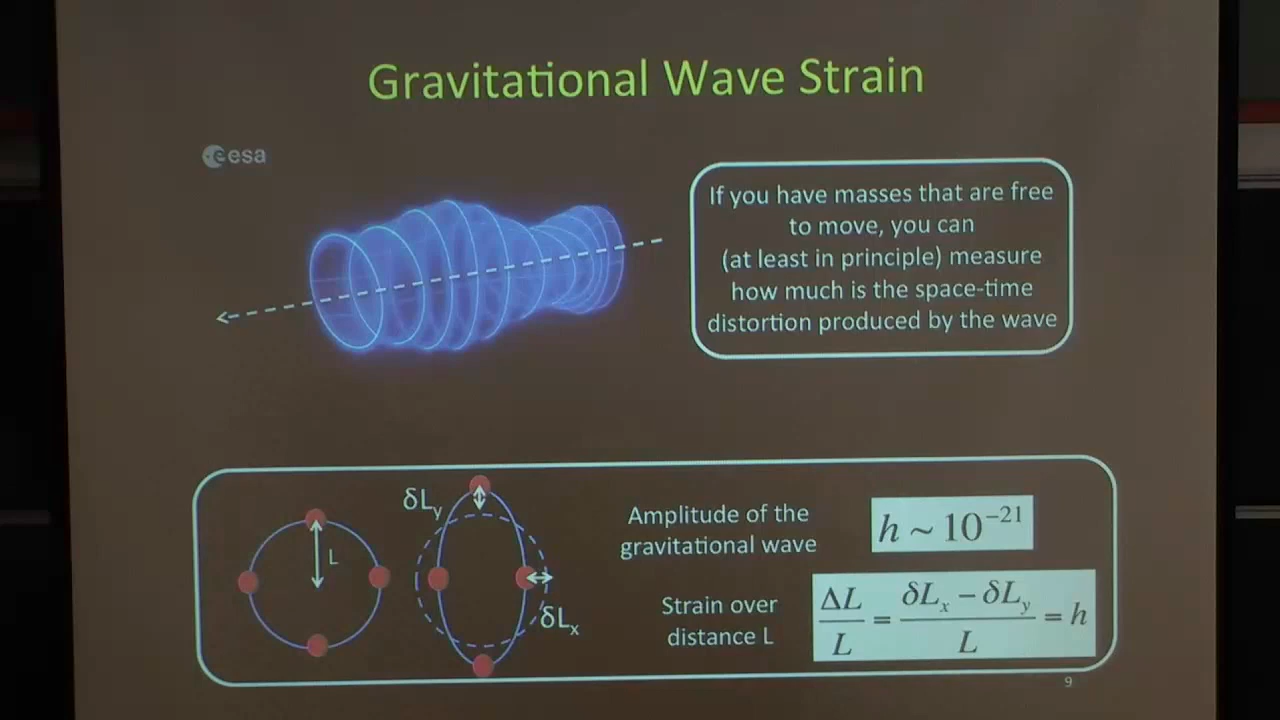 Gravitational Wave Strain
eesa
If you have masses that are free
to move, you can
(at least in principle) measure
how much is the space-time
distortion produced by the wave
L
δLy
δLx
Amplitude of the
gravitational wave
h ~ 10⁻²¹
Strain over
distance L
ΔL/L = (δLx − δLy)/L = h
9